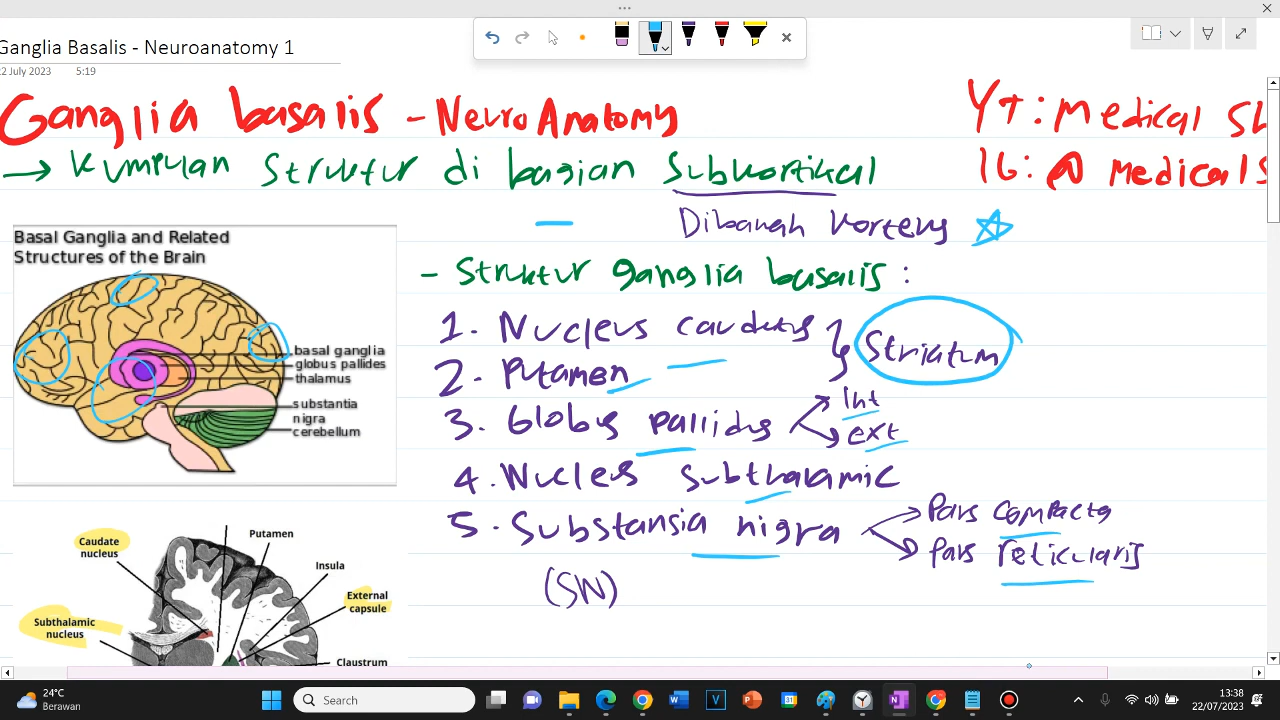 Ganglia Basalis - Neuroanatomy 1
2 July 2023 5:19
Ganglia basalis - NeuroAnatomy
YT: Medical
→ Kumpulan Struktur di bagian Subkortikal
IG: @ medicals
Dibawah korteks
Basal Ganglia and Related
Structures of the Brain
basal ganglia
globus pallides
thalamus
substantia
nigra
cerebellum
- Struktur ganglia basalis :
1. Nucleus caudatus
Striatum
2. Putamen
3. Globus pallidus
Int
ext
4. Nucleus subthalamic
5. Substansia nigra
Pars compacta
Pars reticularis
(SN)
Caudate
nucleus
Putamen
Insula
External
capsule
Subthalamic
nucleus
Claustrum
24°C
Berawan
Search
13:38
22/07/2023